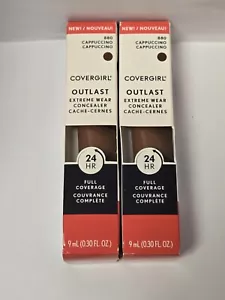 NEW! / NOUVEAU!
880
CAPPUCCINO
CAPPUCCINO
COVERGIRL
OUTLAST
EXTREME WEAR
CONCEALER
CACHE-CERNES
24
HR
FULL
COVERAGE
COUVRANCE
COMPLÈTE
9 mL (0.30 FL. OZ.)
NEW! / NOUVEAU!
880
CAPPUCCINO
CAPPUCCINO
COVERGIRL
OUTLAST
EXTREME WEAR
CONCEALER
CACHE-CERNES
24
HR
FULL
COVERAGE
COUVRANCE
COMPLÈTE
9 mL (0.30 FL. OZ.)